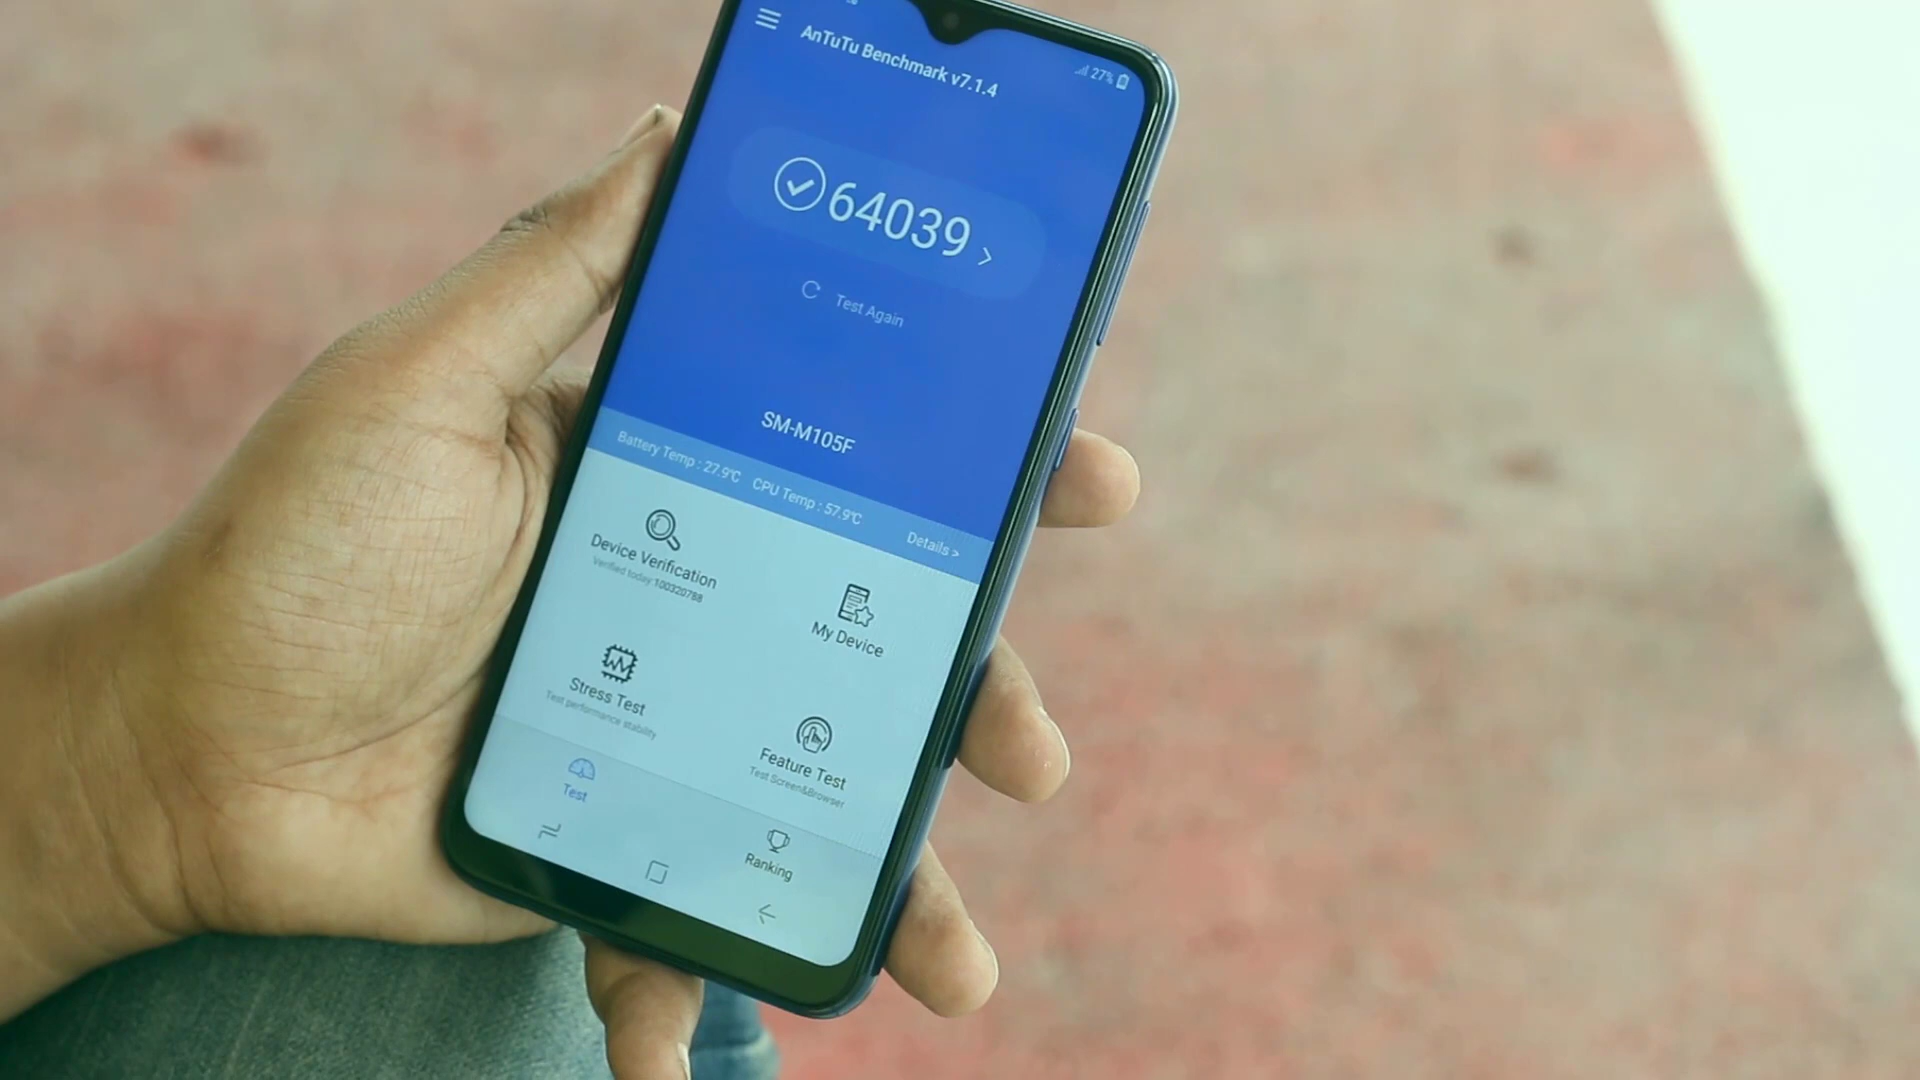 AnTuTu Benchmark v7.1.4
27%
64039 >
Test Again
SM-M105F
Battery Temp : 27.9℃ CPU Temp : 57.9℃ Details >
Device Verification
Verified today:100320788
My Device
Stress Test
Test performance stability
Feature Test
Test Screen&Browser
Test
Ranking